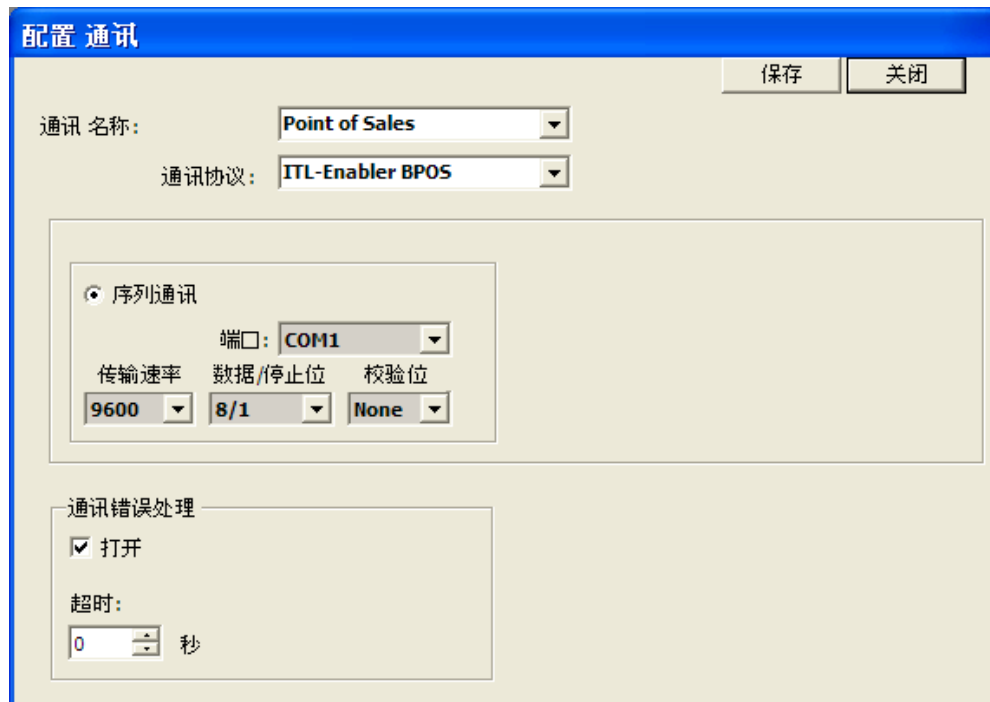 配置 通讯
保存 关闭
通讯 名称: Point of Sales
通讯协议: ITL-Enabler BPOS
序列通讯
端口: COM1
传输速率 数据/停止位 校验位
9600 8/1 None
通讯错误处理
打开
超时:
0 秒